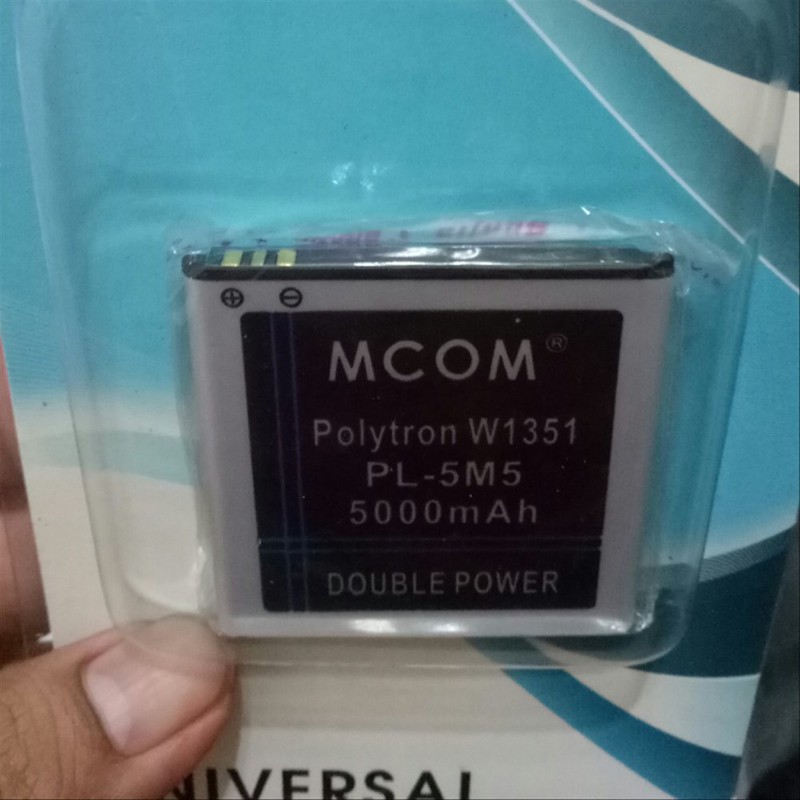 MCOM®
Polytron W1351
PL-5M5
5000mAh
DOUBLE POWER